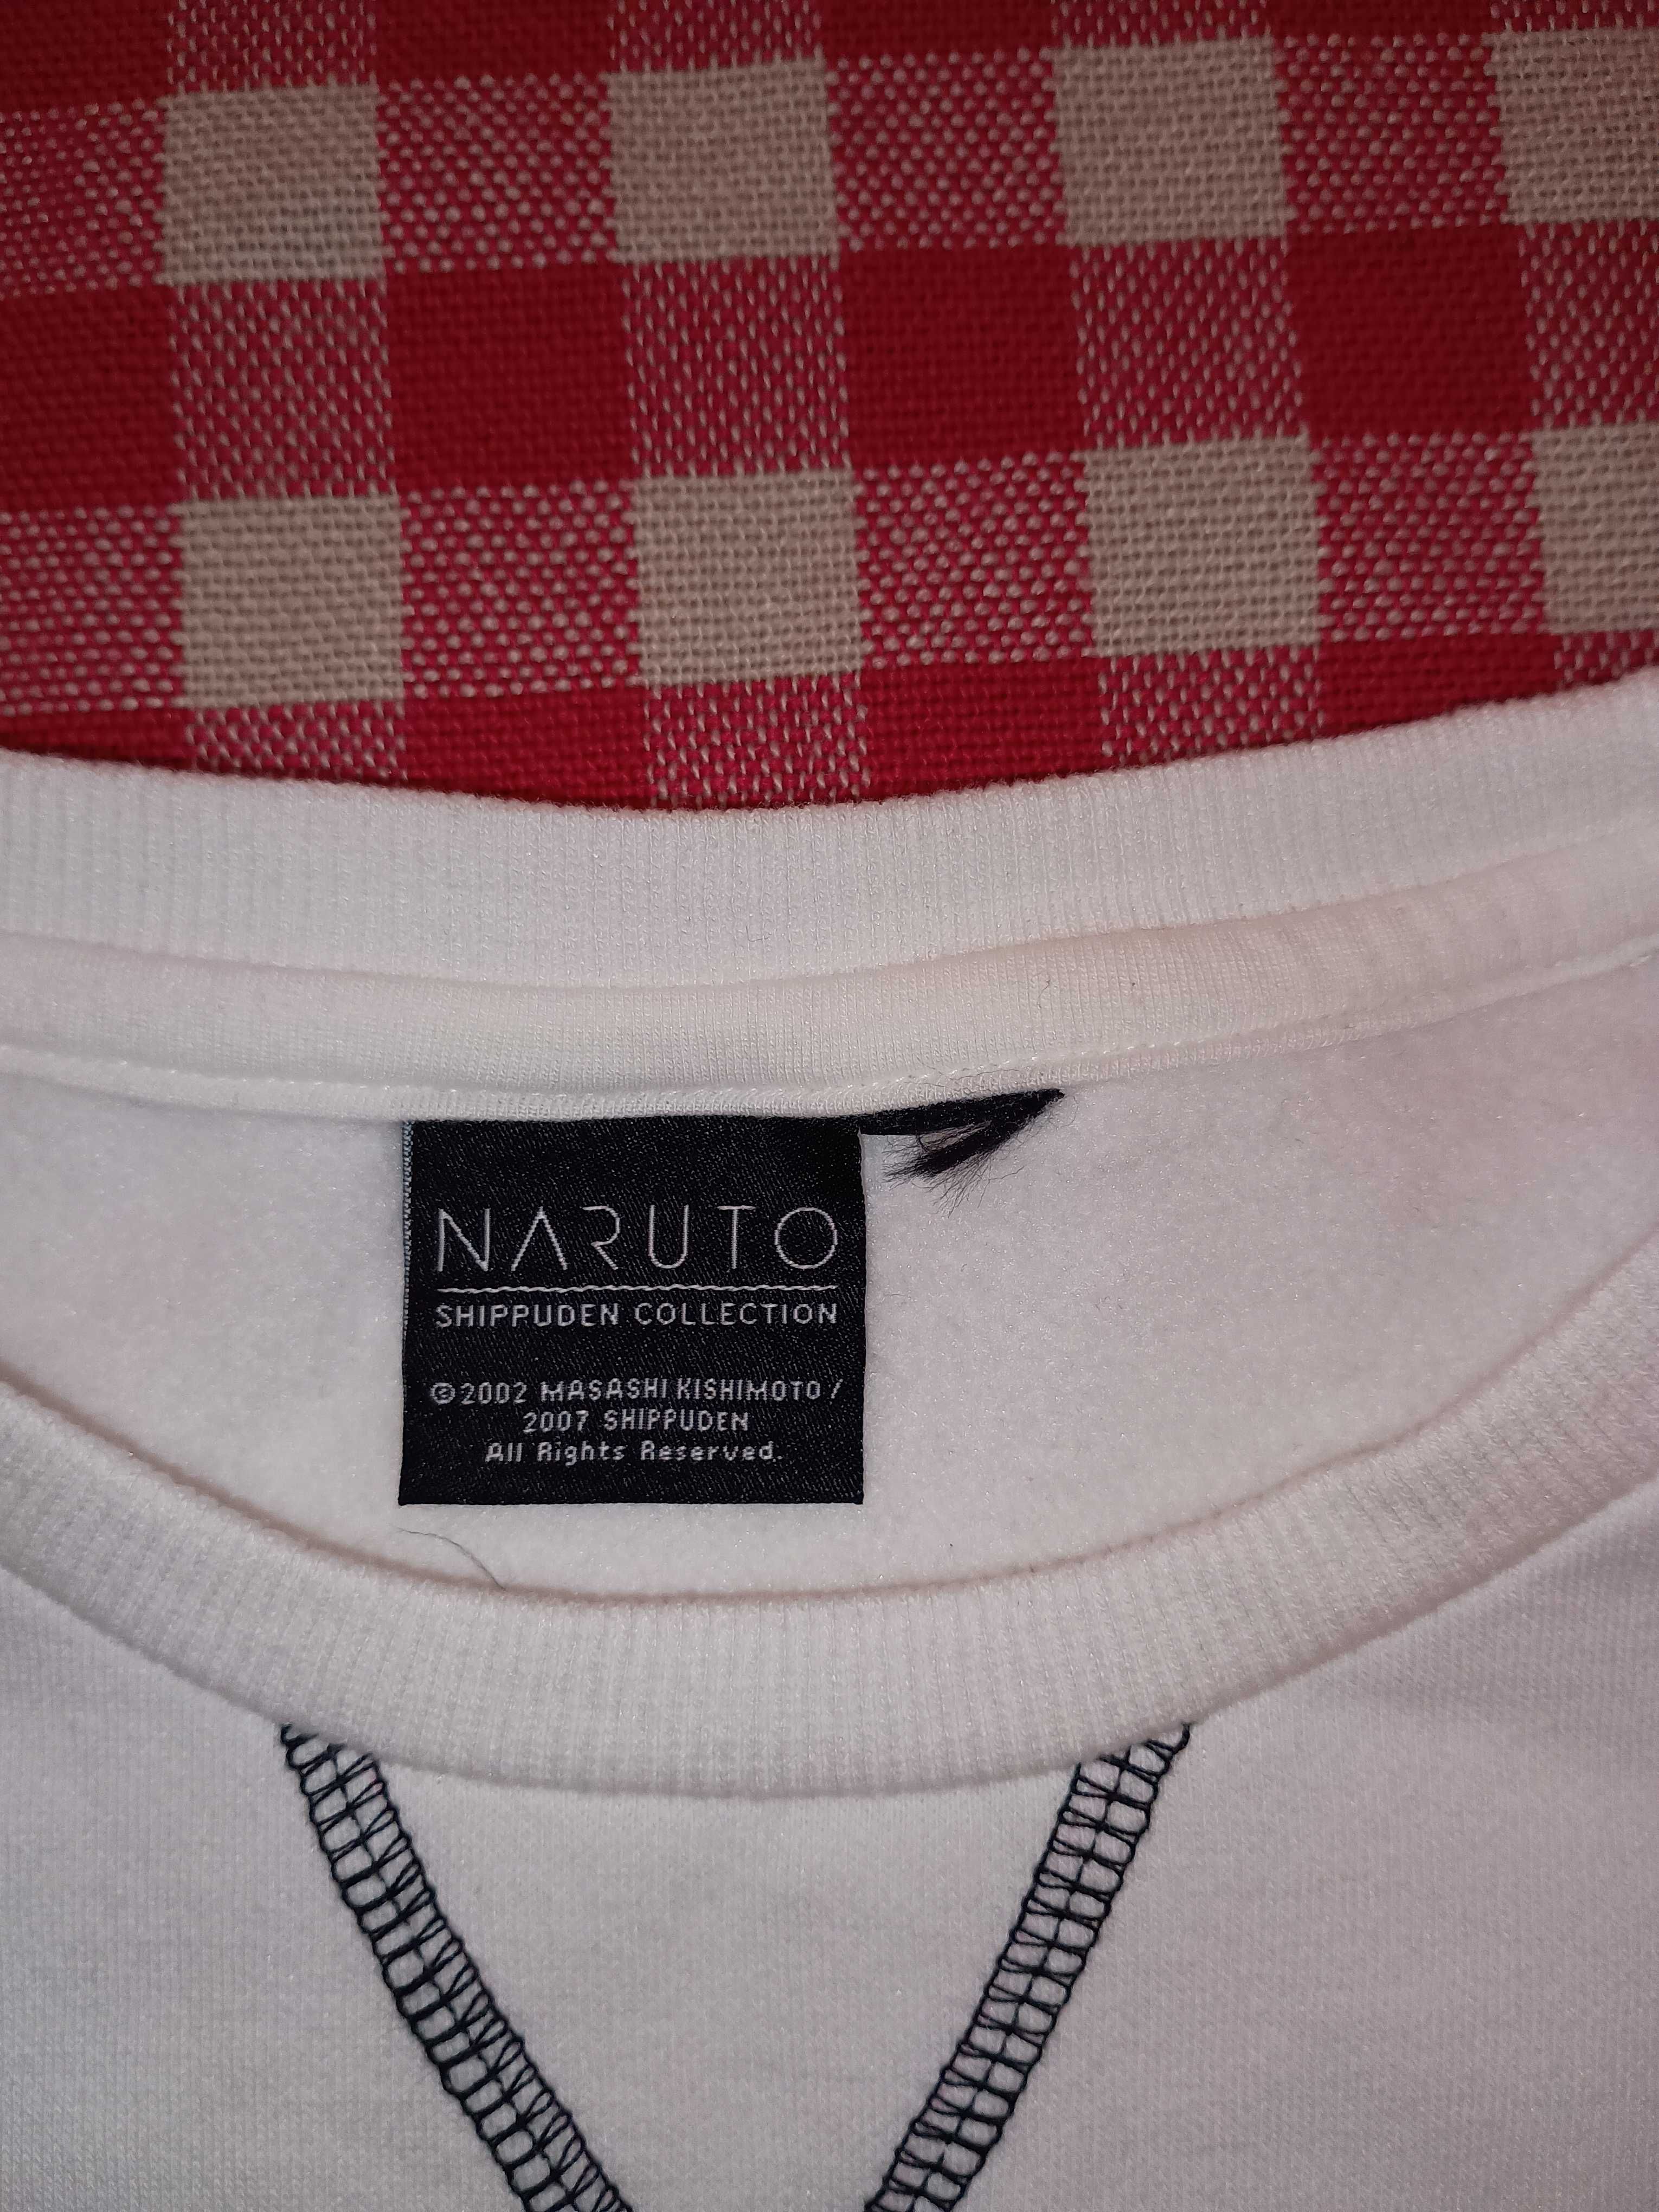 NARUTO
SHIPPUDEN COLLECTION
©2002 MASASHI KISHIMOTO /
2007 SHIPPUDEN
All Rights Reserved.